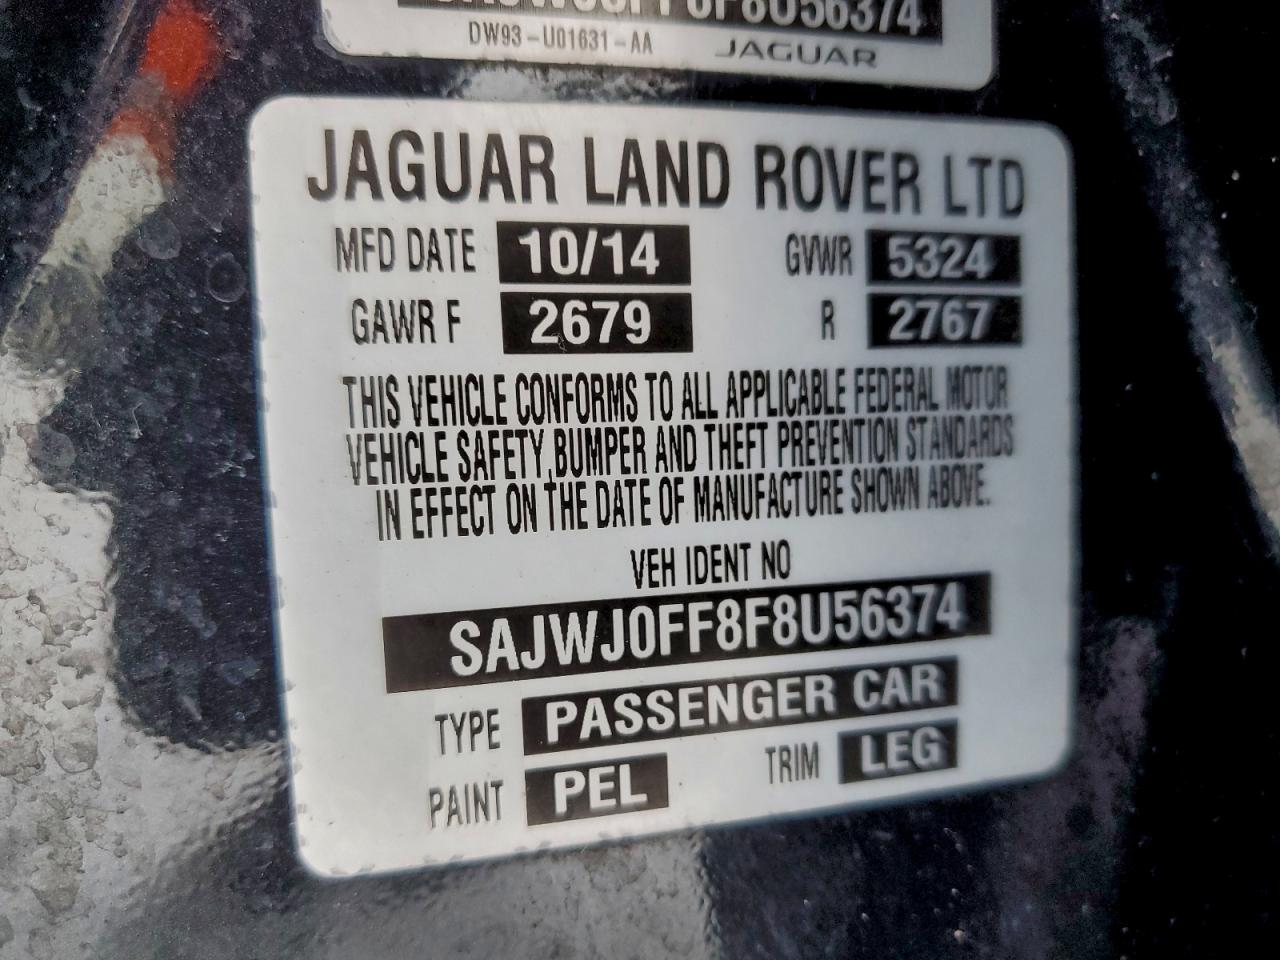 F8U56374
DW93-U01631-AA JAGUAR
JAGUAR LAND ROVER LTD
MFD DATE 10/14 GVWR 5324
GAWR F 2679 R 2767
THIS VEHICLE CONFORMS TO ALL APPLICABLE FEDERAL MOTOR
VEHICLE SAFETY,BUMPER AND THEFT PREVENTION STANDARDS
IN EFFECT ON THE DATE OF MANUFACTURE SHOWN ABOVE.
VEH IDENT NO
SAJWJ0FF8F8U56374
TYPE PASSENGER CAR
PAINT PEL TRIM LEG